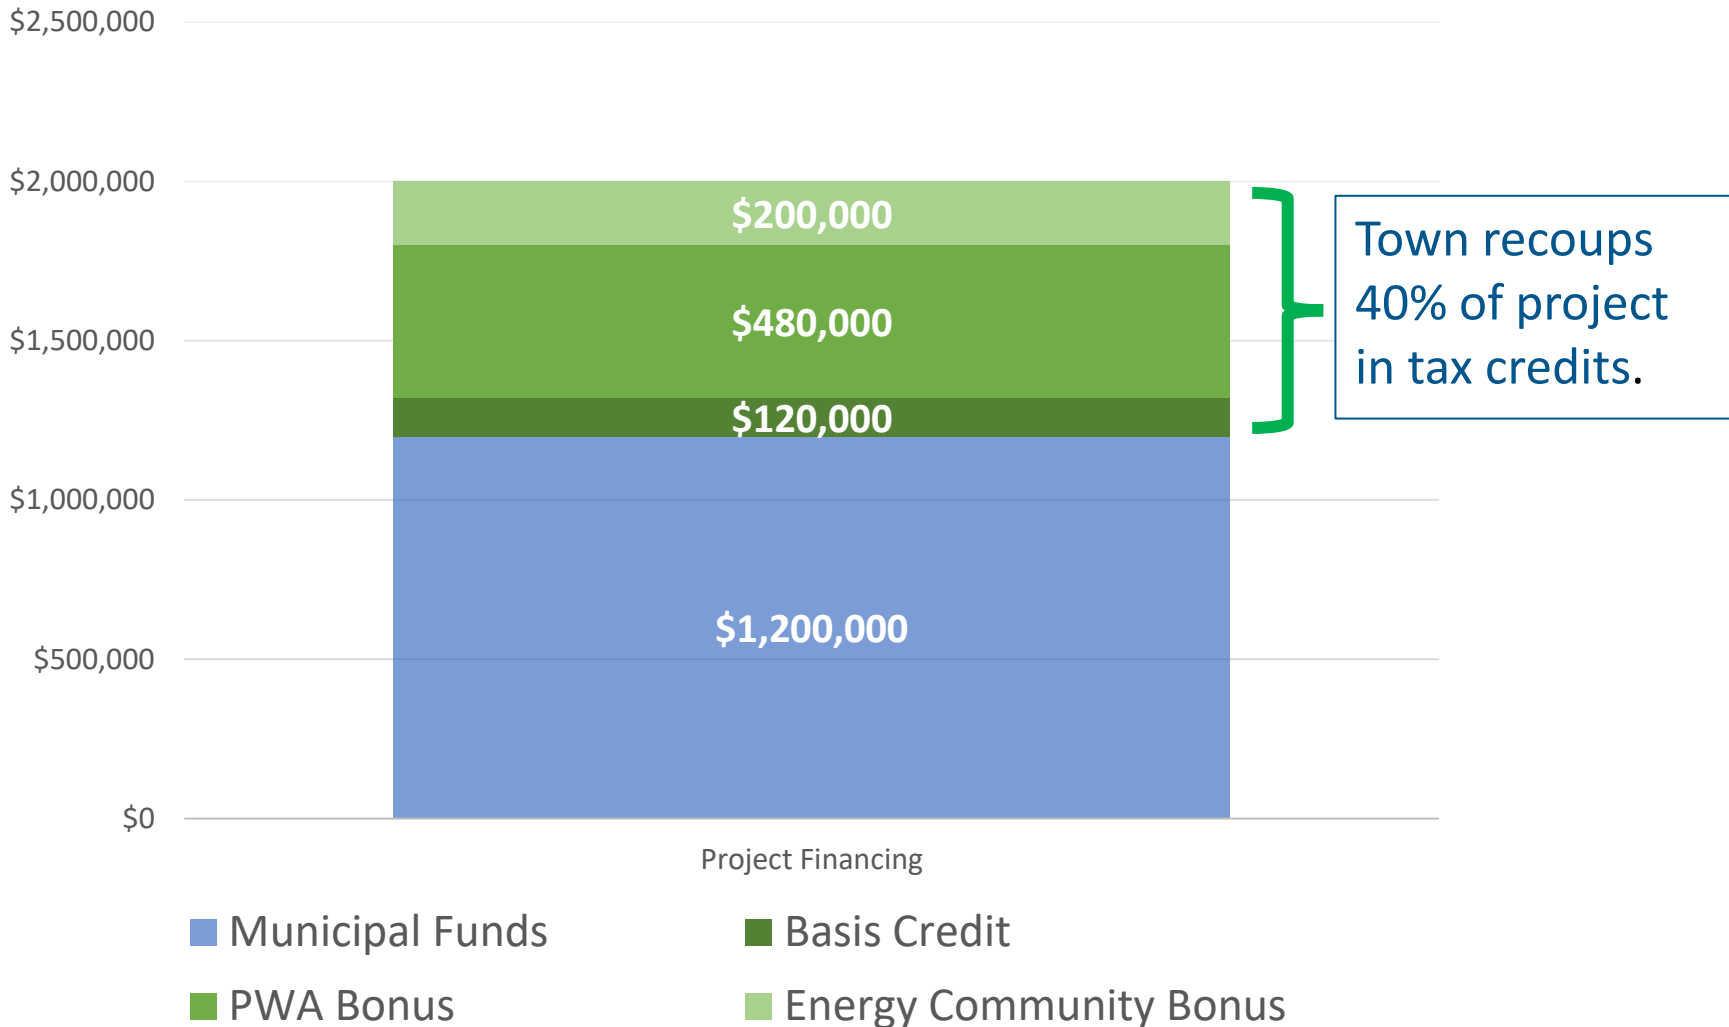 $2,500,000
$2,000,000
$1,500,000
$1,000,000
$500,000
$0
$200,000
$480,000
$120,000
$1,200,000
Town recoups
40% of project
in tax credits.
Project Financing
Municipal Funds
Basis Credit
PWA Bonus
Energy Community Bonus